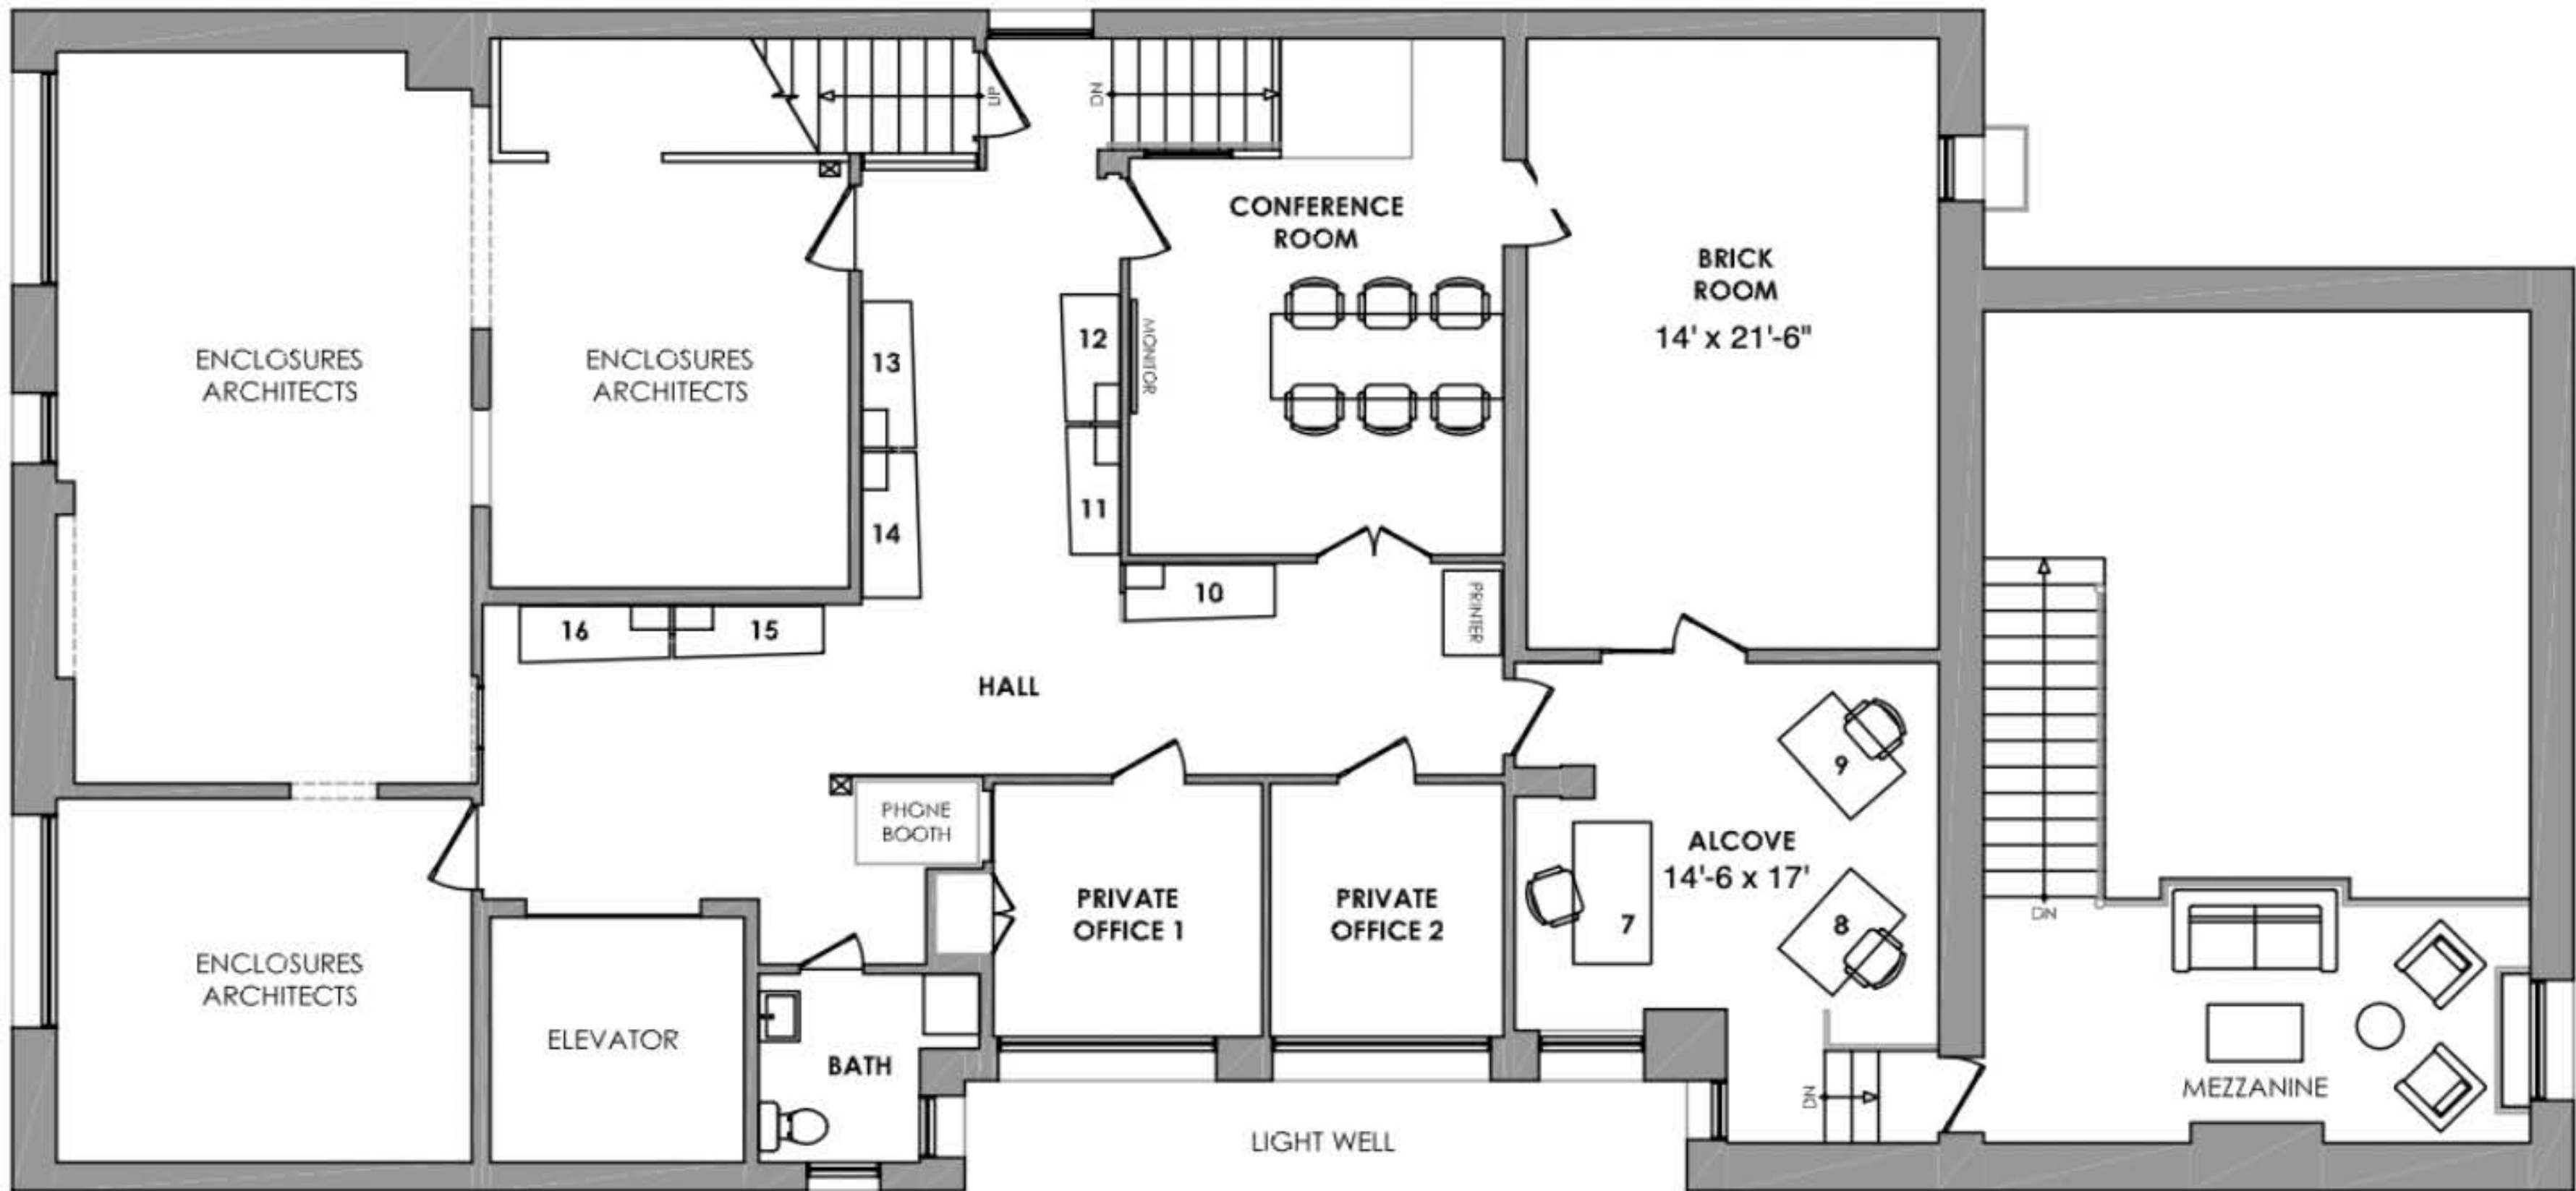 UP
DN
CONFERENCE
ROOM
BRICK
ROOM
14' x 21'-6"
ENCLOSURES
ARCHITECTS
ENCLOSURES
ARCHITECTS
13
12
MONITOR
11
14
10
PRINTER
16
15
HALL
9
PHONE
BOOTH
ALCOVE
14'-6 x 17'
PRIVATE
OFFICE 1
PRIVATE
OFFICE 2
7
8
DN
ENCLOSURES
ARCHITECTS
ELEVATOR
BATH
DN
MEZZANINE
LIGHT WELL